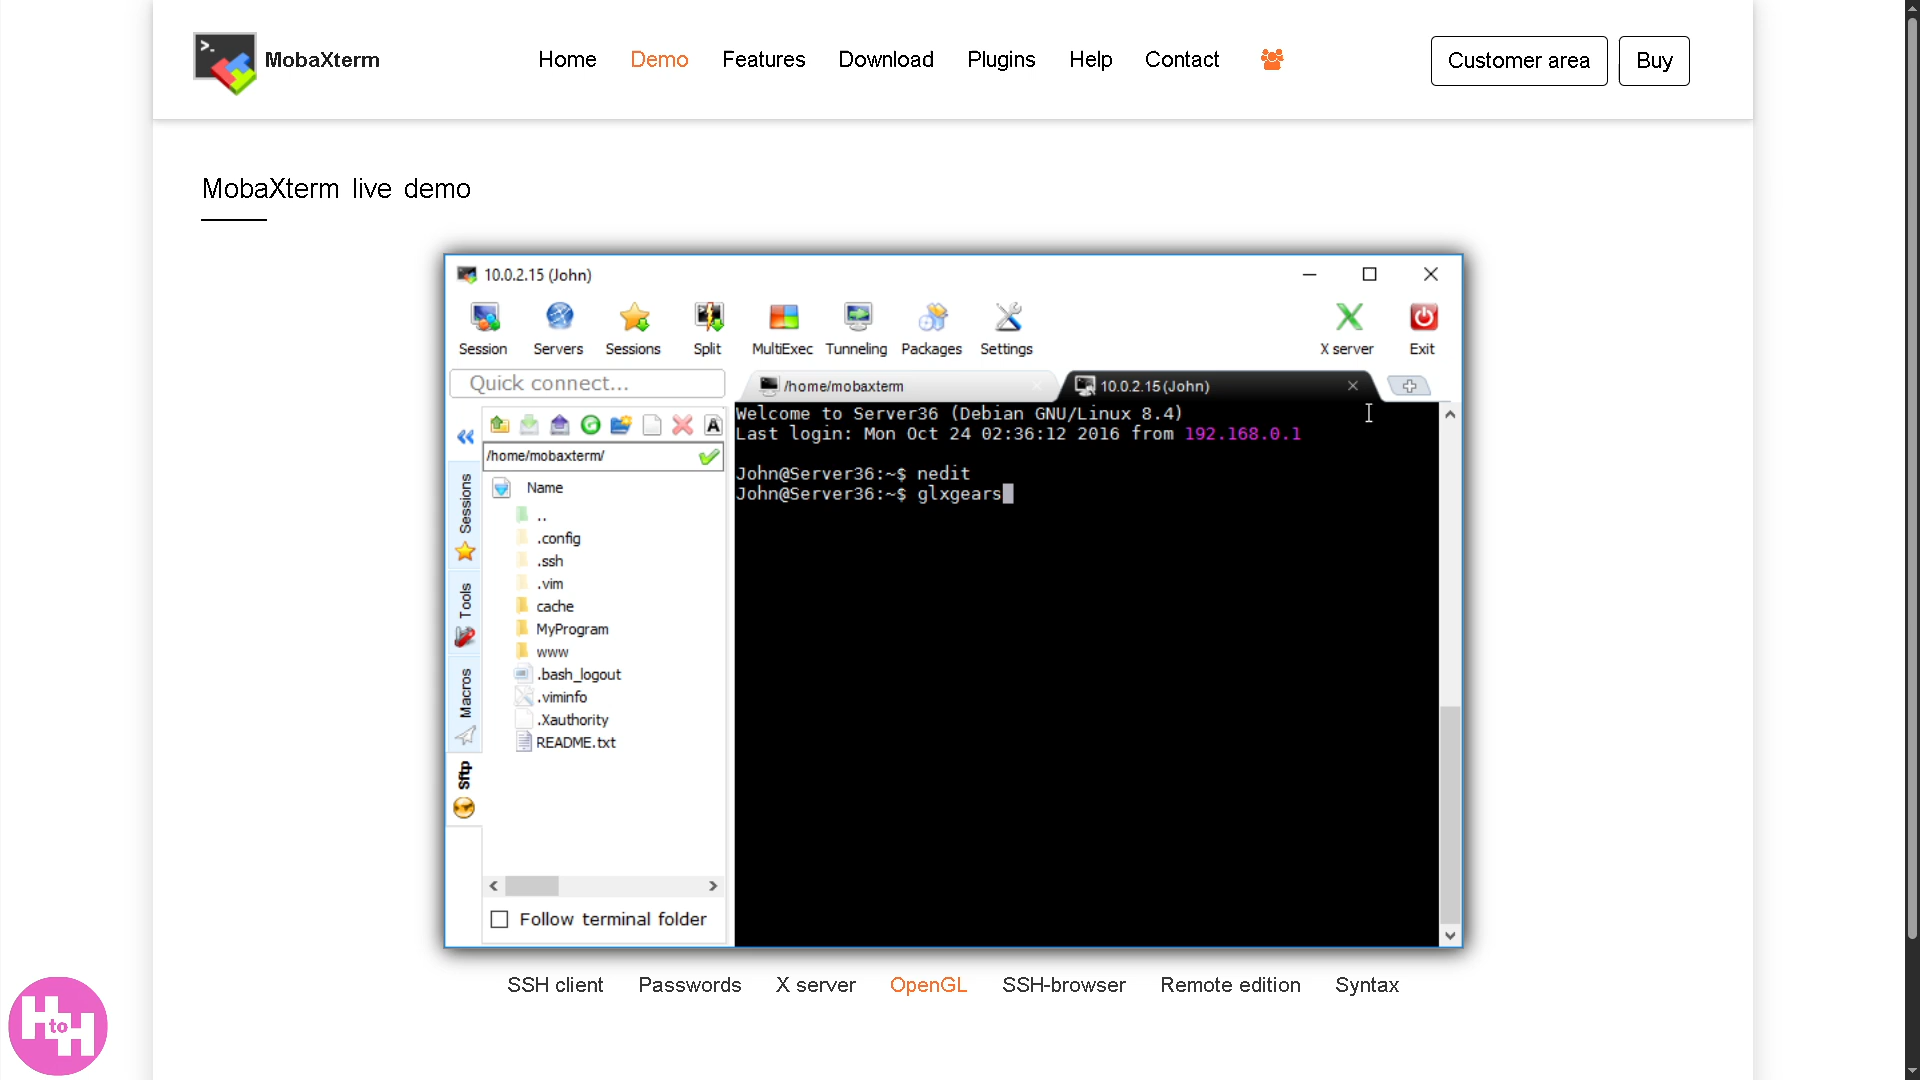 MobaXterm
Home Demo Features Download Plugins Help Contact
Customer area Buy
MobaXterm live demo
10.0.2.15 (John)
Session Servers Sessions Split MultiExec Tunneling Packages Settings X server Exit
Quick connect...
/home/mobaxterm
10.0.2.15 (John)
Sessions
Tools
Macros
Sftp
A
/home/mobaxterm/
Name
..
.config
.ssh
.vim
cache
MyProgram
www
.bash_logout
.viminfo
.Xauthority
README.txt
Follow terminal folder
Welcome to Server36 (Debian GNU/Linux 8.4)
Last login: Mon Oct 24 02:36:12 2016 from 192.168.0.1
John@Server36:~$ nedit
John@Server36:~$ glxgears
SSH client Passwords X server OpenGL SSH-browser Remote edition Syntax
H to H